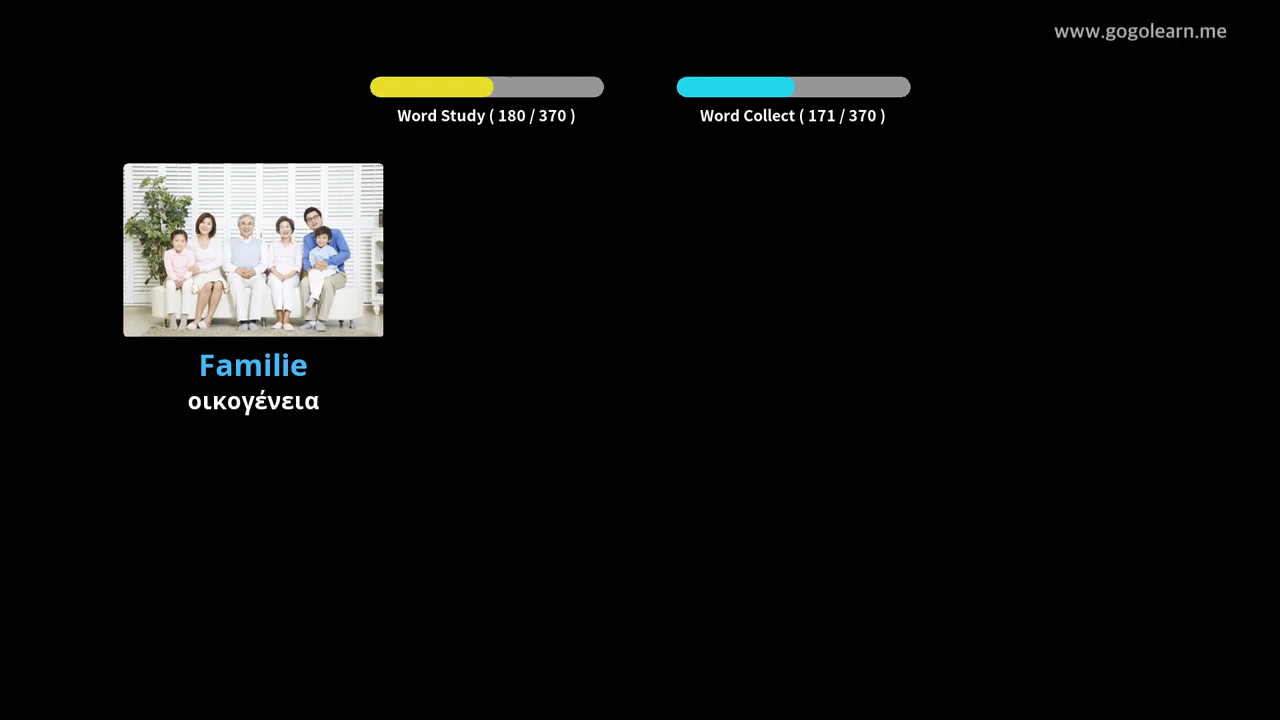 www.gogolearn.me
Word Study ( 180 / 370 )
Word Collect ( 171 / 370 )
Familie
οικογένεια